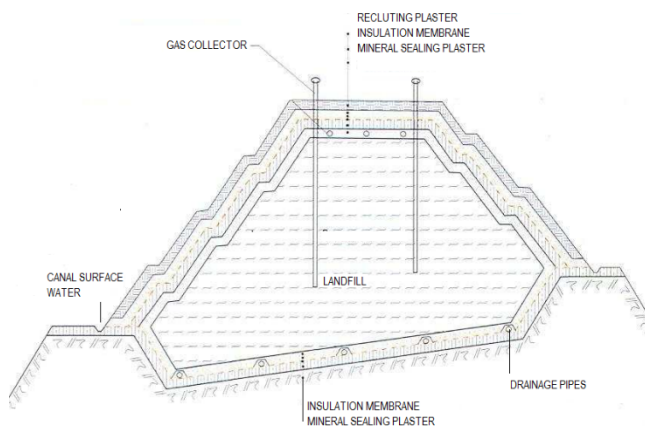 RECLUTING PLASTER
INSULATION MEMBRANE
MINERAL SEALING PLASTER
GAS COLLECTOR
CANAL SURFACE
WATER
LANDFILL
DRAINAGE PIPES
INSULATION MEMBRANE
MINERAL SEALING PLASTER